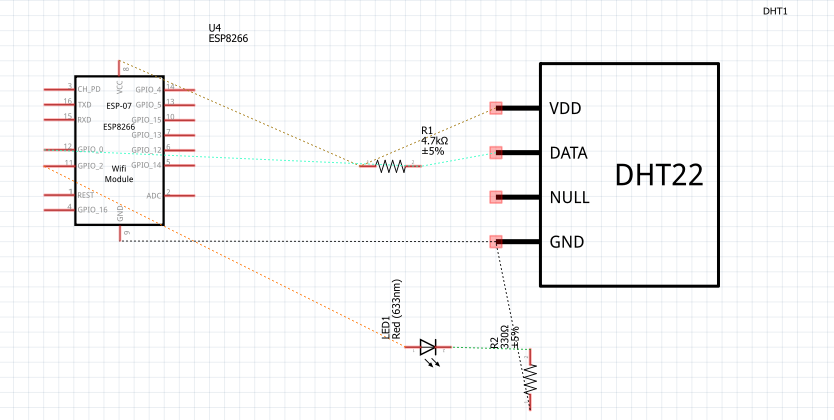 DHT1
U4
ESP8266
8
VCC
3
CH_PD
GPIO_4
14
16
TXD
ESP-07
GPIO_5
13
15
RXD
ESP8266
GPIO_15
10
GPIO_13
7
12
GPIO_0
GPIO_12
6
11
GPIO_2
Wifi
Module
GPIO_14
5
1
REST
ADC
2
4
GPIO_16
GND
9
R1
4.7kΩ
±5%
VDD
DATA
NULL
GND
DHT22
LED1
Red (633nm)
R2
330Ω
±5%